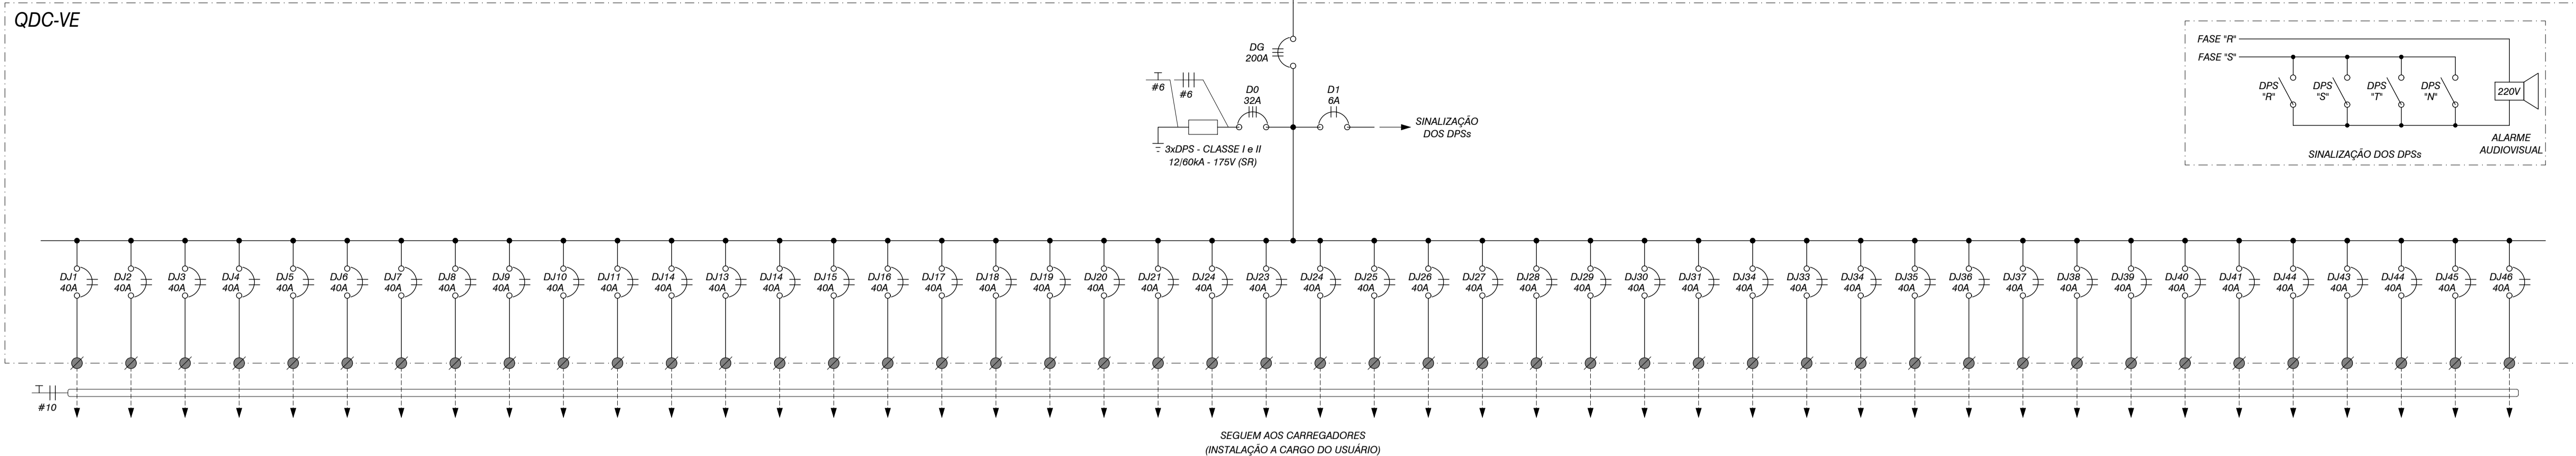 QDC-VE
DG
200A
#6
#6
D0
32A
D1
6A
SINALIZAÇÃO
DOS DPSs
3xDPS - CLASSE I e II
12/60kA - 175V (SR)
FASE "R"
FASE "S"
DPS
"R"
DPS
"S"
DPS
"T"
DPS
"N"
220V
ALARME
AUDIOVISUAL
SINALIZAÇÃO DOS DPSs
DJ1
40A
DJ2
40A
DJ3
40A
DJ4
40A
DJ5
40A
DJ6
40A
DJ7
40A
DJ8
40A
DJ9
40A
DJ10
40A
DJ11
40A
DJ14
40A
DJ13
40A
DJ14
40A
DJ15
40A
DJ16
40A
DJ17
40A
DJ18
40A
DJ19
40A
DJ20
40A
DJ21
40A
DJ24
40A
DJ23
40A
DJ24
40A
DJ25
40A
DJ26
40A
DJ27
40A
DJ28
40A
DJ29
40A
DJ30
40A
DJ31
40A
DJ34
40A
DJ33
40A
DJ34
40A
DJ35
40A
DJ36
40A
DJ37
40A
DJ38
40A
DJ39
40A
DJ40
40A
DJ41
40A
DJ44
40A
DJ43
40A
DJ44
40A
DJ45
40A
DJ46
40A
#10
SEGUEM AOS CARREGADORES
(INSTALAÇÃO A CARGO DO USUÁRIO)